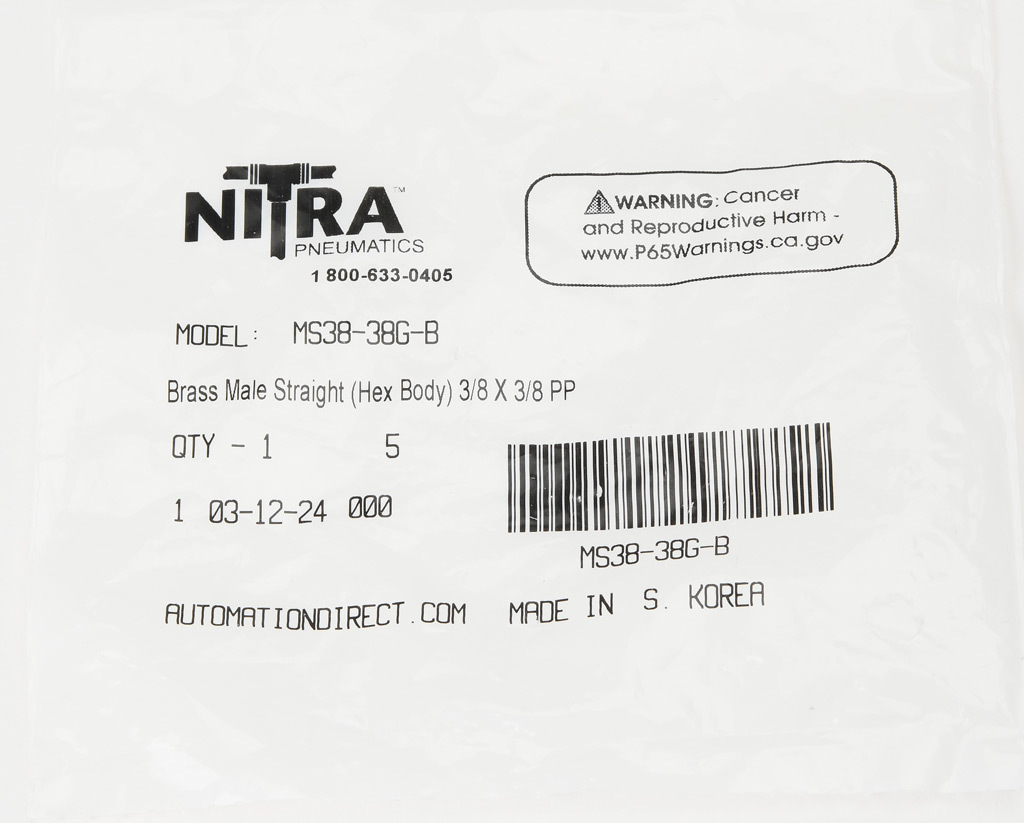 NITRA™
PNEUMATICS
1 800-633-0405
⚠WARNING: Cancer
and Reproductive Harm -
www.P65Warnings.ca.gov
MODEL: MS38-38G-B
Brass Male Straight (Hex Body) 3/8 X 3/8 PP
QTY - 1 5
1 03-12-24 000
MS38-38G-B
AUTOMATIONDIRECT.COM MADE IN S. KOREA